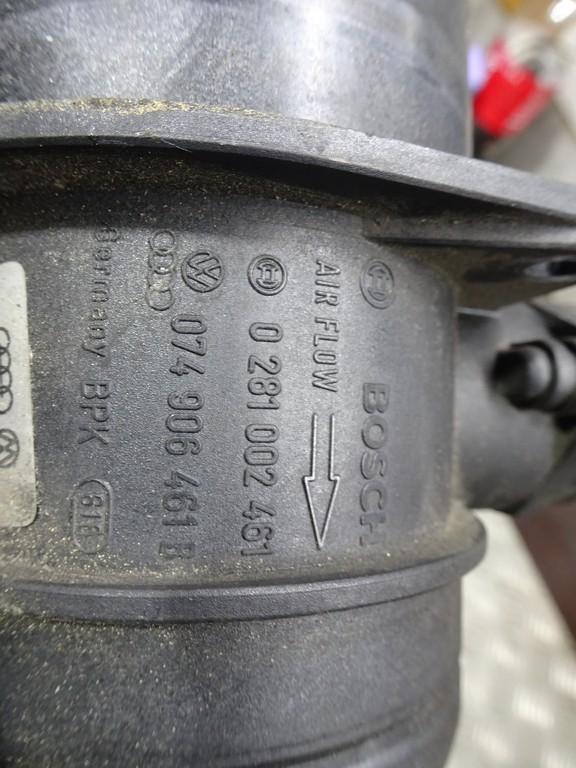 BOSCH
AIR FLOW
0 281 002 461
074 906 461 B
Germany BPK